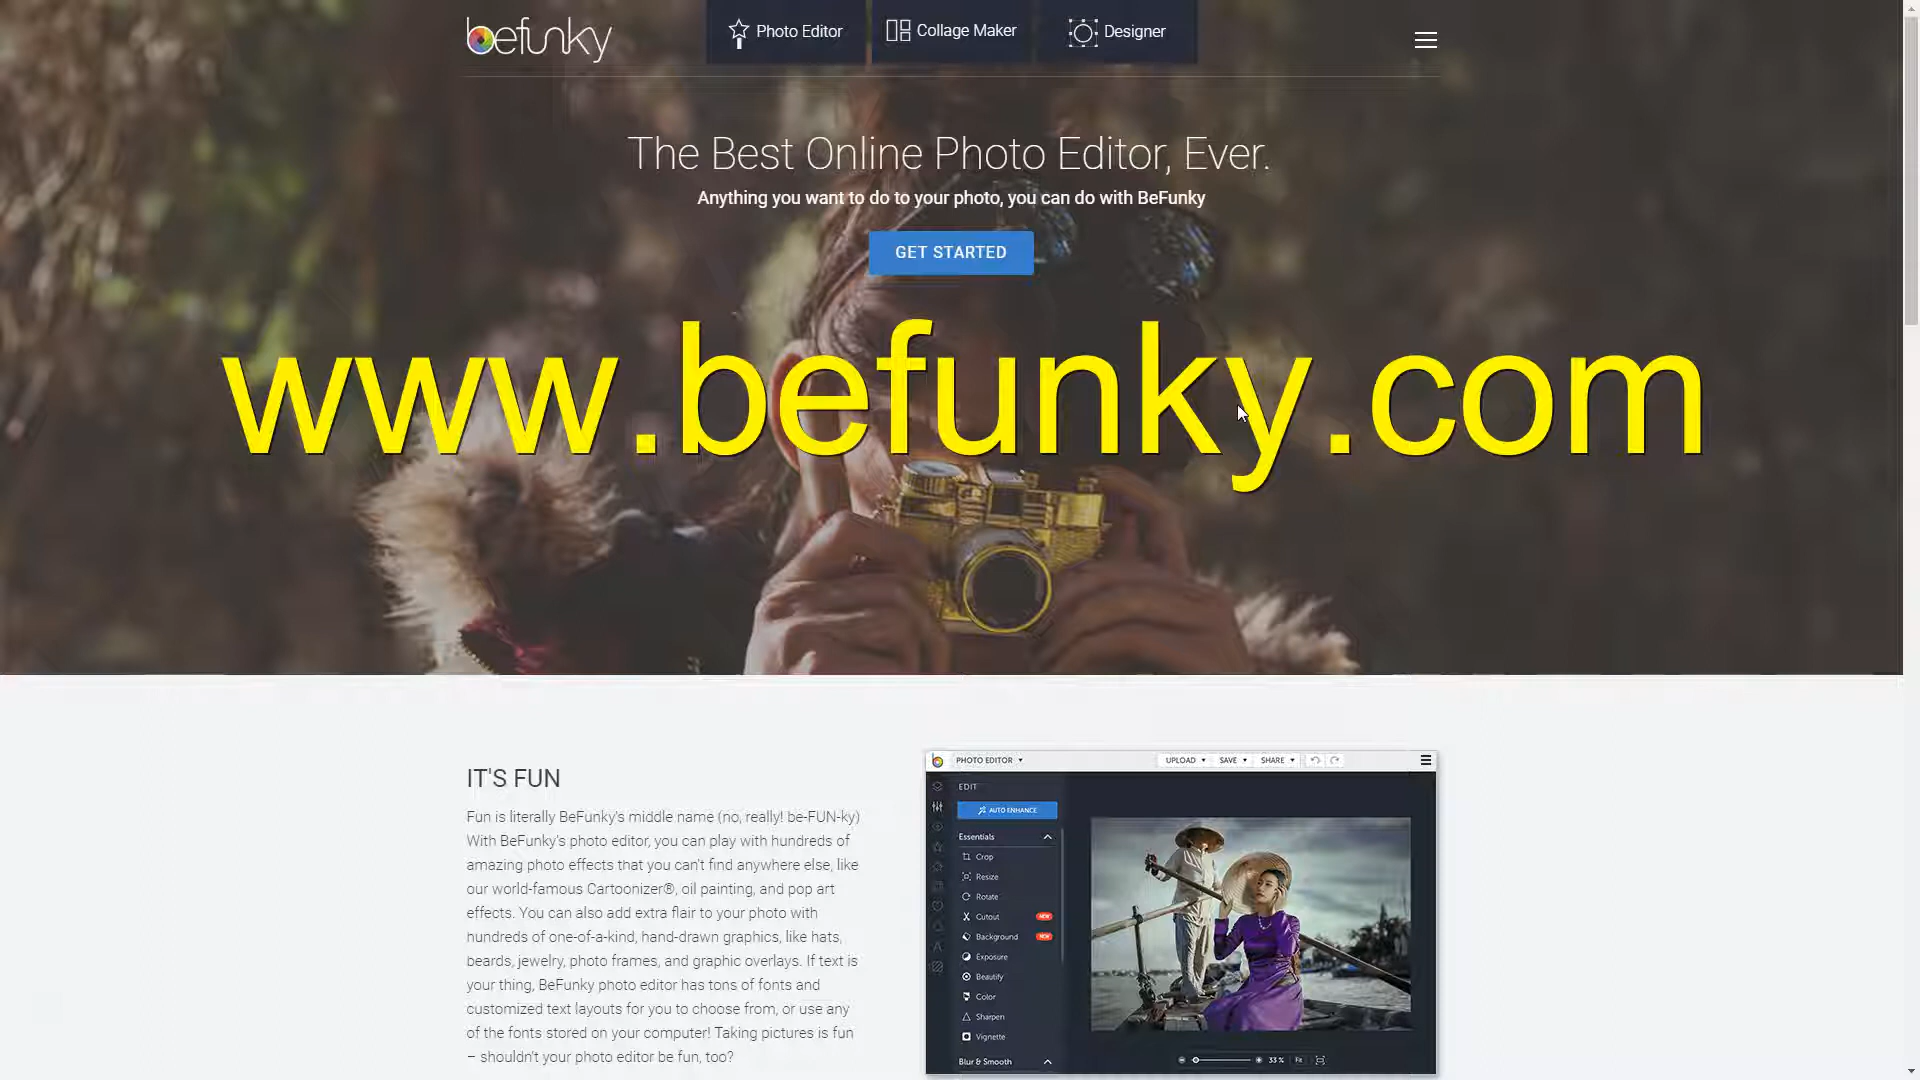 befunky
Photo Editor
Collage Maker
Designer
The Best Online Photo Editor, Ever.
Anything you want to do to your photo, you can do with BeFunky
GET STARTED
www.befunky.com
IT'S FUN
Fun is literally BeFunky's middle name (no, really! be-FUN-ky)
With BeFunky's photo editor, you can play with hundreds of
amazing photo effects that you can't find anywhere else, like
our world-famous Cartoonizer®, oil painting, and pop art
effects. You can also add extra flair to your photo with
hundreds of one-of-a-kind, hand-drawn graphics, like hats,
beards, jewelry, photo frames, and graphic overlays. If text is
your thing, BeFunky photo editor has tons of fonts and
customized text layouts for you to choose from, or use any
of the fonts stored on your computer! Taking pictures is fun
– shouldn't your photo editor be fun, too?
PHOTO EDITOR
UPLOAD
SAVE
SHARE
EDIT
AUTO ENHANCE
Essentials
Crop
Resize
Rotate
Cutout NEW
Background NEW
Exposure
Beautify
Color
Sharpen
Vignette
Blur & Smooth
33 %
Fit